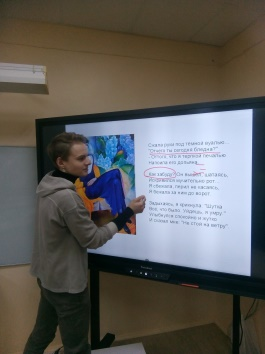 Сжала руки под тёмной вуалью...
"Отчего ты сегодня бледна?"
- Оттого, что я терпкой печалью
Напоила его допьяна.
Как забуду? Он вышел, шатаясь,
Искривился мучительно рот...
Я сбежала, перил не касаясь,
Я бежала за ним до ворот.
Задыхаясь, я крикнула: "Шутка
Все, что было. Уйдешь, я умру."
Улыбнулся спокойно и жутко
И сказал мне: "Не стой на ветру".